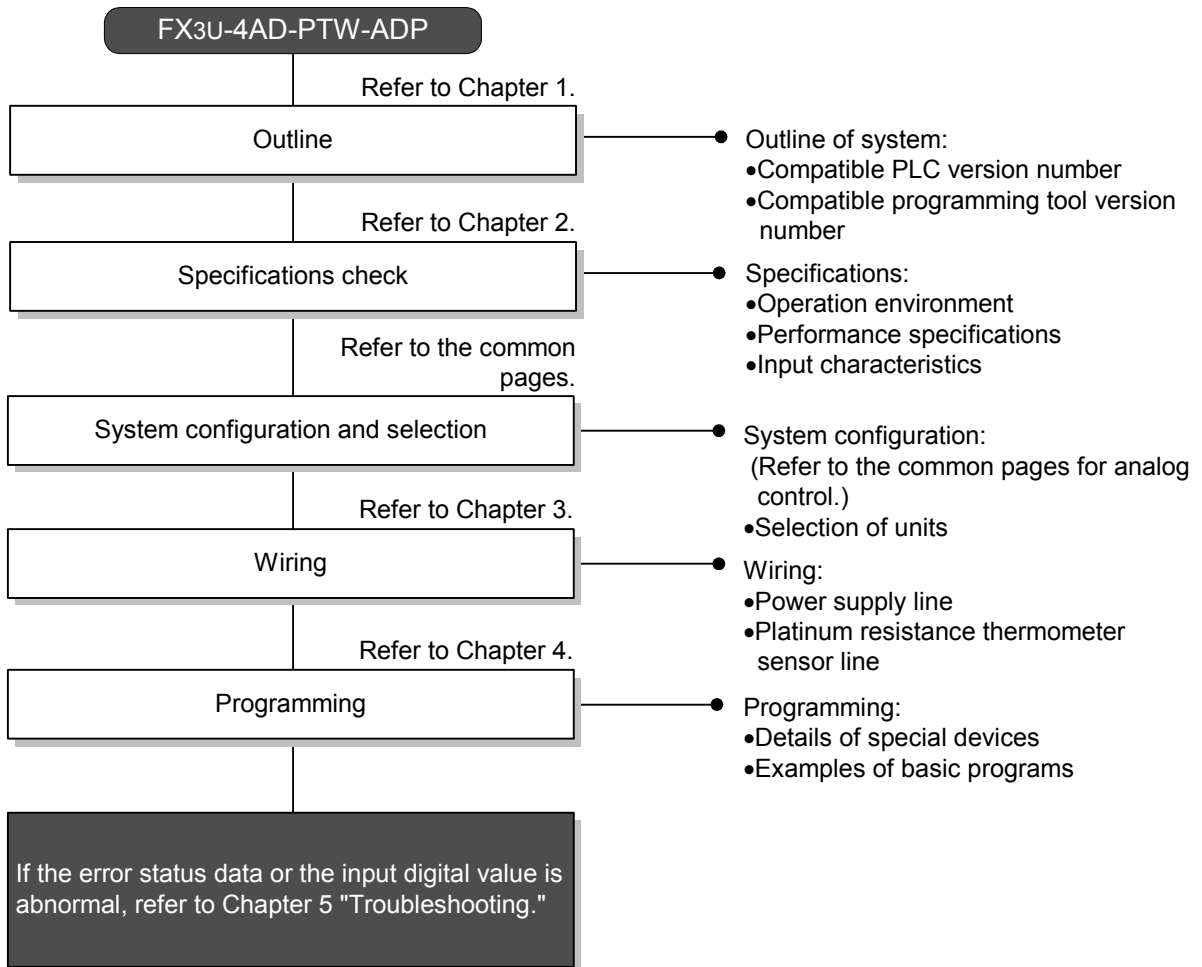 FX3U-4AD-PTW-ADP
Refer to Chapter 1.
Outline
Outline of system:
•Compatible PLC version number
•Compatible programming tool version
number
Refer to Chapter 2.
Specifications check
Specifications:
•Operation environment
•Performance specifications
•Input characteristics
Refer to the common
pages.
System configuration and selection
System configuration:
(Refer to the common pages for analog
control.)
•Selection of units
Refer to Chapter 3.
Wiring
Wiring:
•Power supply line
•Platinum resistance thermometer
sensor line
Refer to Chapter 4.
Programming
Programming:
•Details of special devices
•Examples of basic programs
If the error status data or the input digital value is
abnormal, refer to Chapter 5 "Troubleshooting."